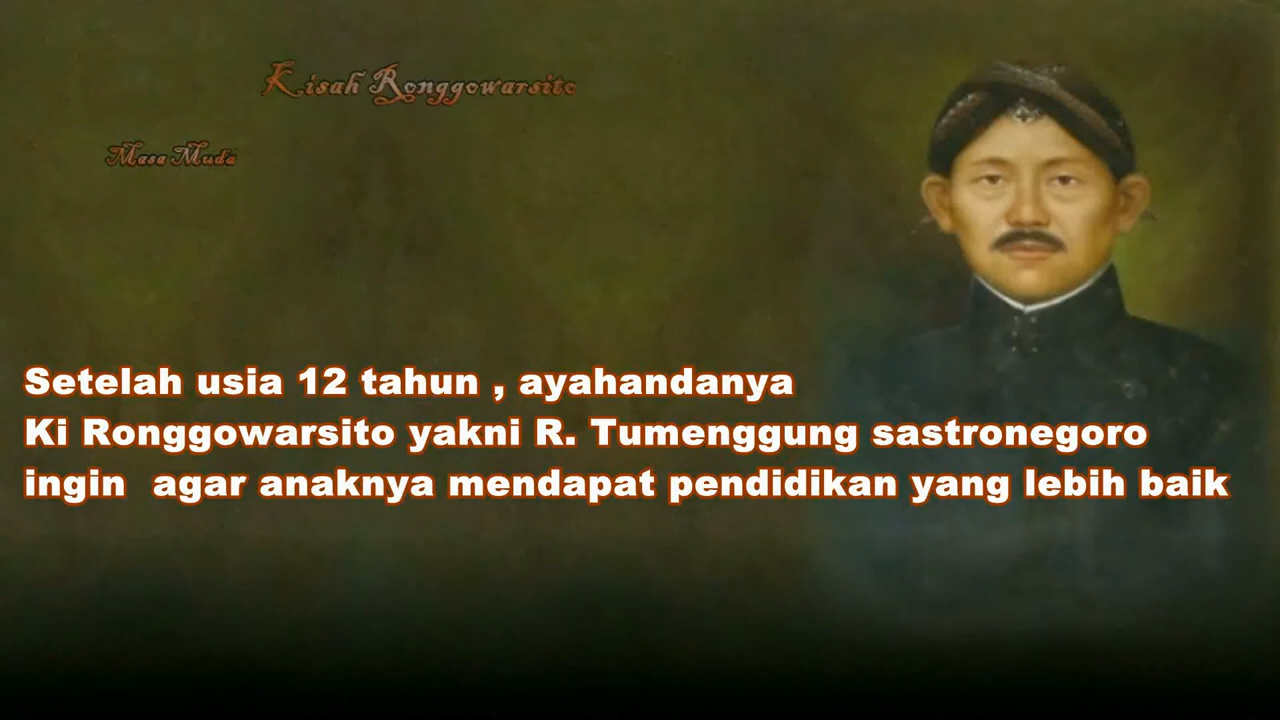 Kisah Ronggowarsito
Masa Muda
Setelah usia 12 tahun , ayahandanya
Ki Ronggowarsito yakni R. Tumenggung sastronegoro
ingin  agar anaknya mendapat pendidikan yang lebih baik